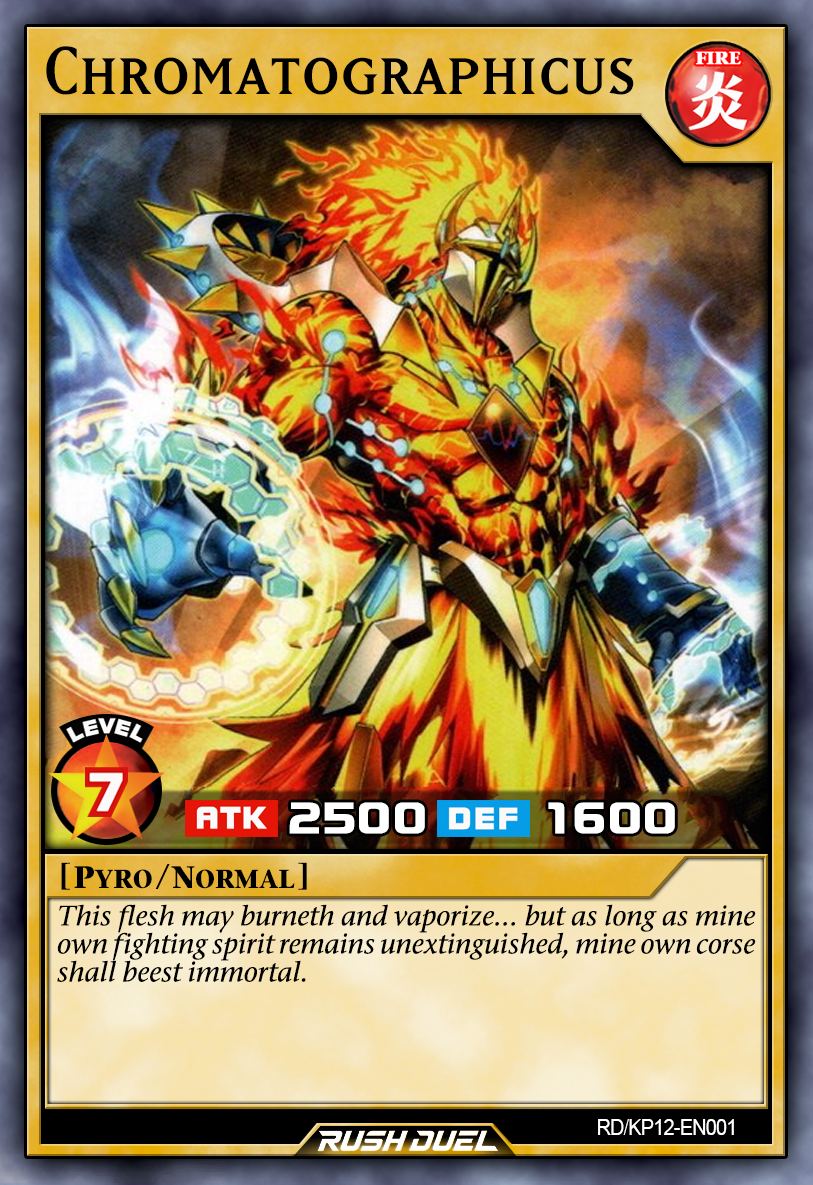 Chromatographicus
FIRE
炎
LEVEL
7
ATK 2500 DEF 1600
[Pyro/Normal]
This flesh may burneth and vaporize... but as long as mine
own fighting spirit remains unextinguished, mine own corse
shall beest immortal.
RD/KP12-EN001
RUSH DUEL